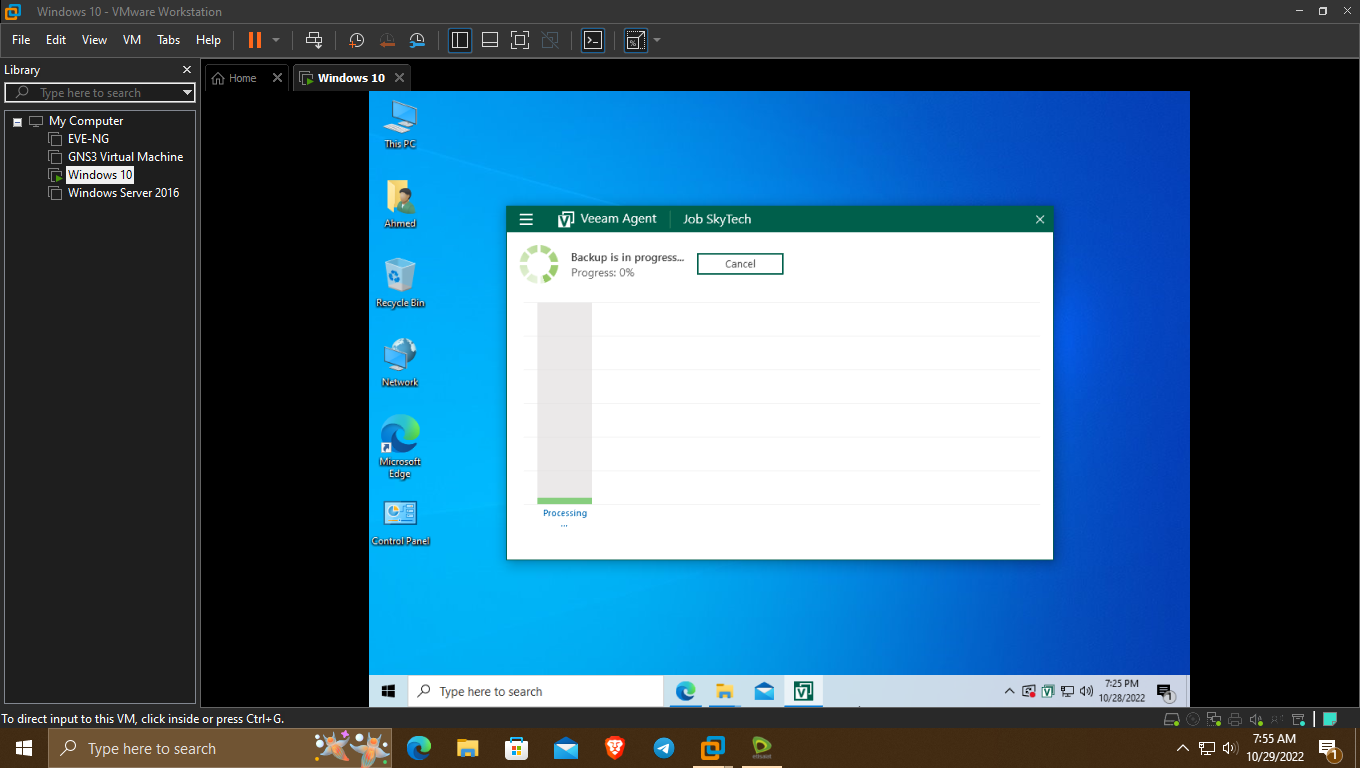 Windows 10 - VMware Workstation
File Edit View VM Tabs Help
Library
Type here to search
My Computer
EVE-NG
GNS3 Virtual Machine
Windows 10
Windows Server 2016
Home
Windows 10
This PC
Ahmed
Recycle Bin
Network
Microsoft
Edge
Control Panel
Veeam Agent Job SkyTech
Backup is in progress...
Progress: 0%
Cancel
Processing
...
Type here to search
7:25 PM
10/28/2022
1
To direct input to this VM, click inside or press Ctrl+G.
Type here to search
7:55 AM
10/29/2022
1